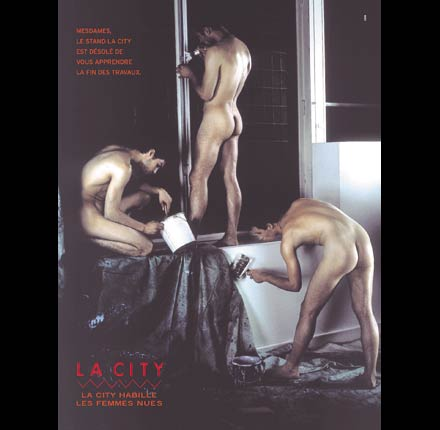 MESDAMES,
LE STAND LA CITY
EST DÉSOLÉ DE
VOUS APPRENDRE
LA FIN DES TRAVAUX.
LA CITY
LA CITY HABILLE
LES FEMMES NUES